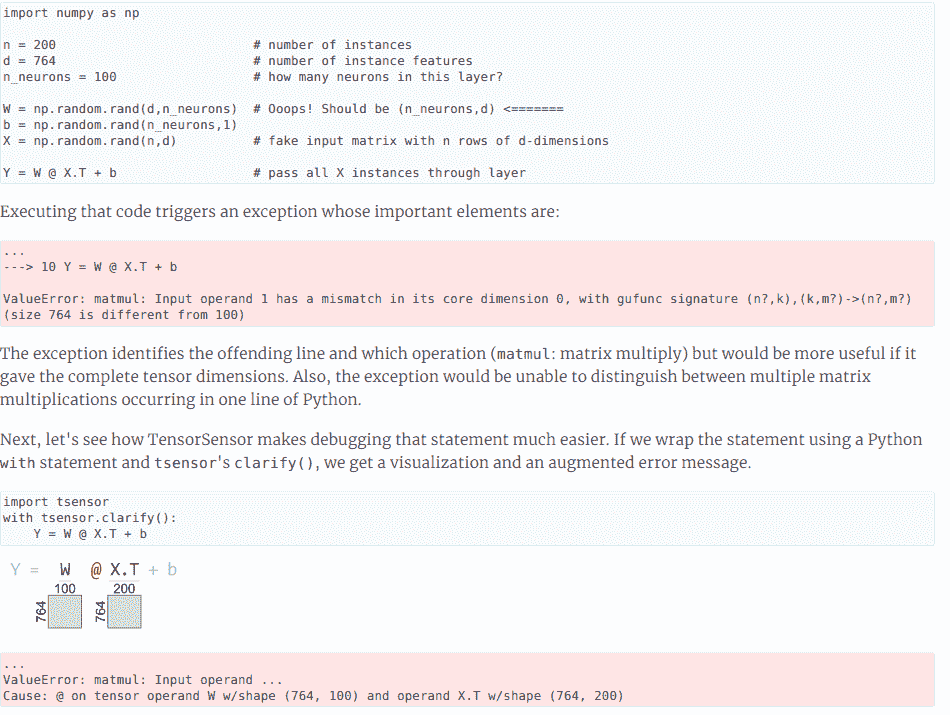 import numpy as np
n = 200 # number of instances
d = 764 # number of instance features
n_neurons = 100 # how many neurons in this layer?
W = np.random.rand(d,n_neurons) # Ooops! Should be (n_neurons,d) <=======
b = np.random.rand(n_neurons,1)
X = np.random.rand(n,d) # fake input matrix with n rows of d-dimensions
Y = W @ X.T + b # pass all X instances through layer
Executing that code triggers an exception whose important elements are:
...
---> 10 Y = W @ X.T + b
ValueError: matmul: Input operand 1 has a mismatch in its core dimension 0, with gufunc signature (n?,k),(k,m?)->(n?,m?)
(size 764 is different from 100)
The exception identifies the offending line and which operation (matmul: matrix multiply) but would be more useful if it
gave the complete tensor dimensions. Also, the exception would be unable to distinguish between multiple matrix
multiplications occurring in one line of Python.
Next, let's see how TensorSensor makes debugging that statement much easier. If we wrap the statement using a Python
with statement and tsensor's clarify(), we get a visualization and an augmented error message.
import tsensor
with tsensor.clarify():
Y = W @ X.T + b
Y = W @ X.T + b
100 200
764 764
...
ValueError: matmul: Input operand ...
Cause: @ on tensor operand W w/shape (764, 100) and operand X.T w/shape (764, 200)